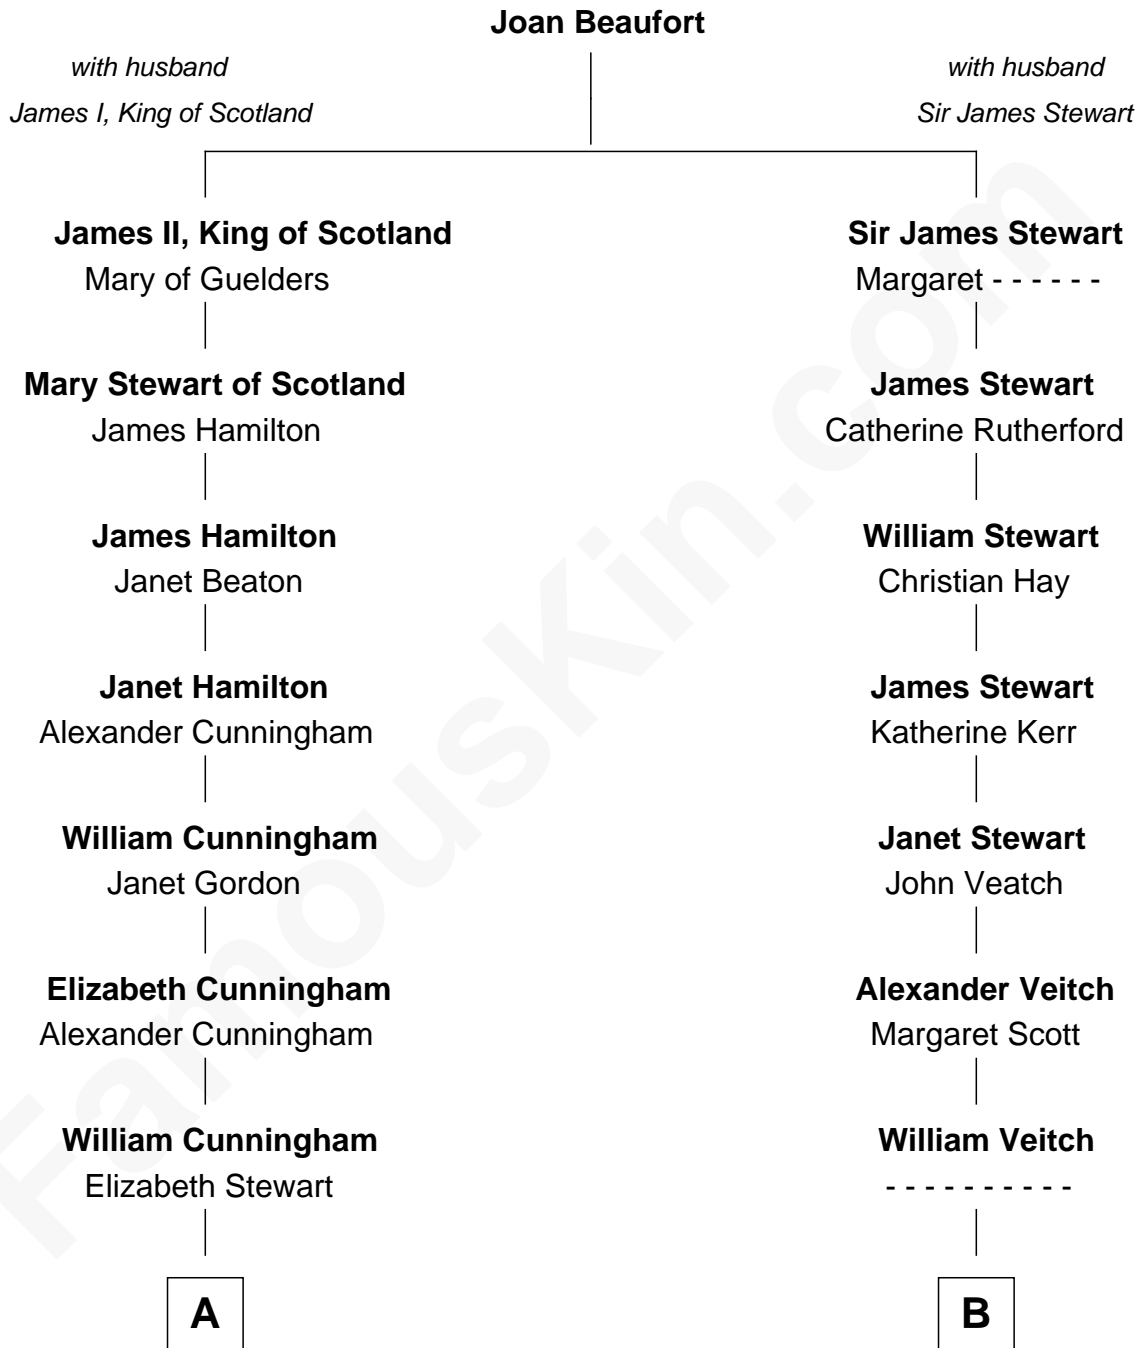 Joan Beaufort
with husband
James I, King of Scotland
with husband
Sir James Stewart
James II, King of Scotland
Mary of Guelders
Sir James Stewart
Margaret - - - - - -
Mary Stewart of Scotland
James Hamilton
James Stewart
Catherine Rutherford
James Hamilton
Janet Beaton
William Stewart
Christian Hay
Janet Hamilton
Alexander Cunningham
James Stewart
Katherine Kerr
William Cunningham
Janet Gordon
Janet Stewart
John Veatch
Elizabeth Cunningham
Alexander Cunningham
Alexander Veitch
Margaret Scott
William Cunningham
Elizabeth Stewart
William Veitch
- - - - - - - - - -
A
B
FamousKin.com